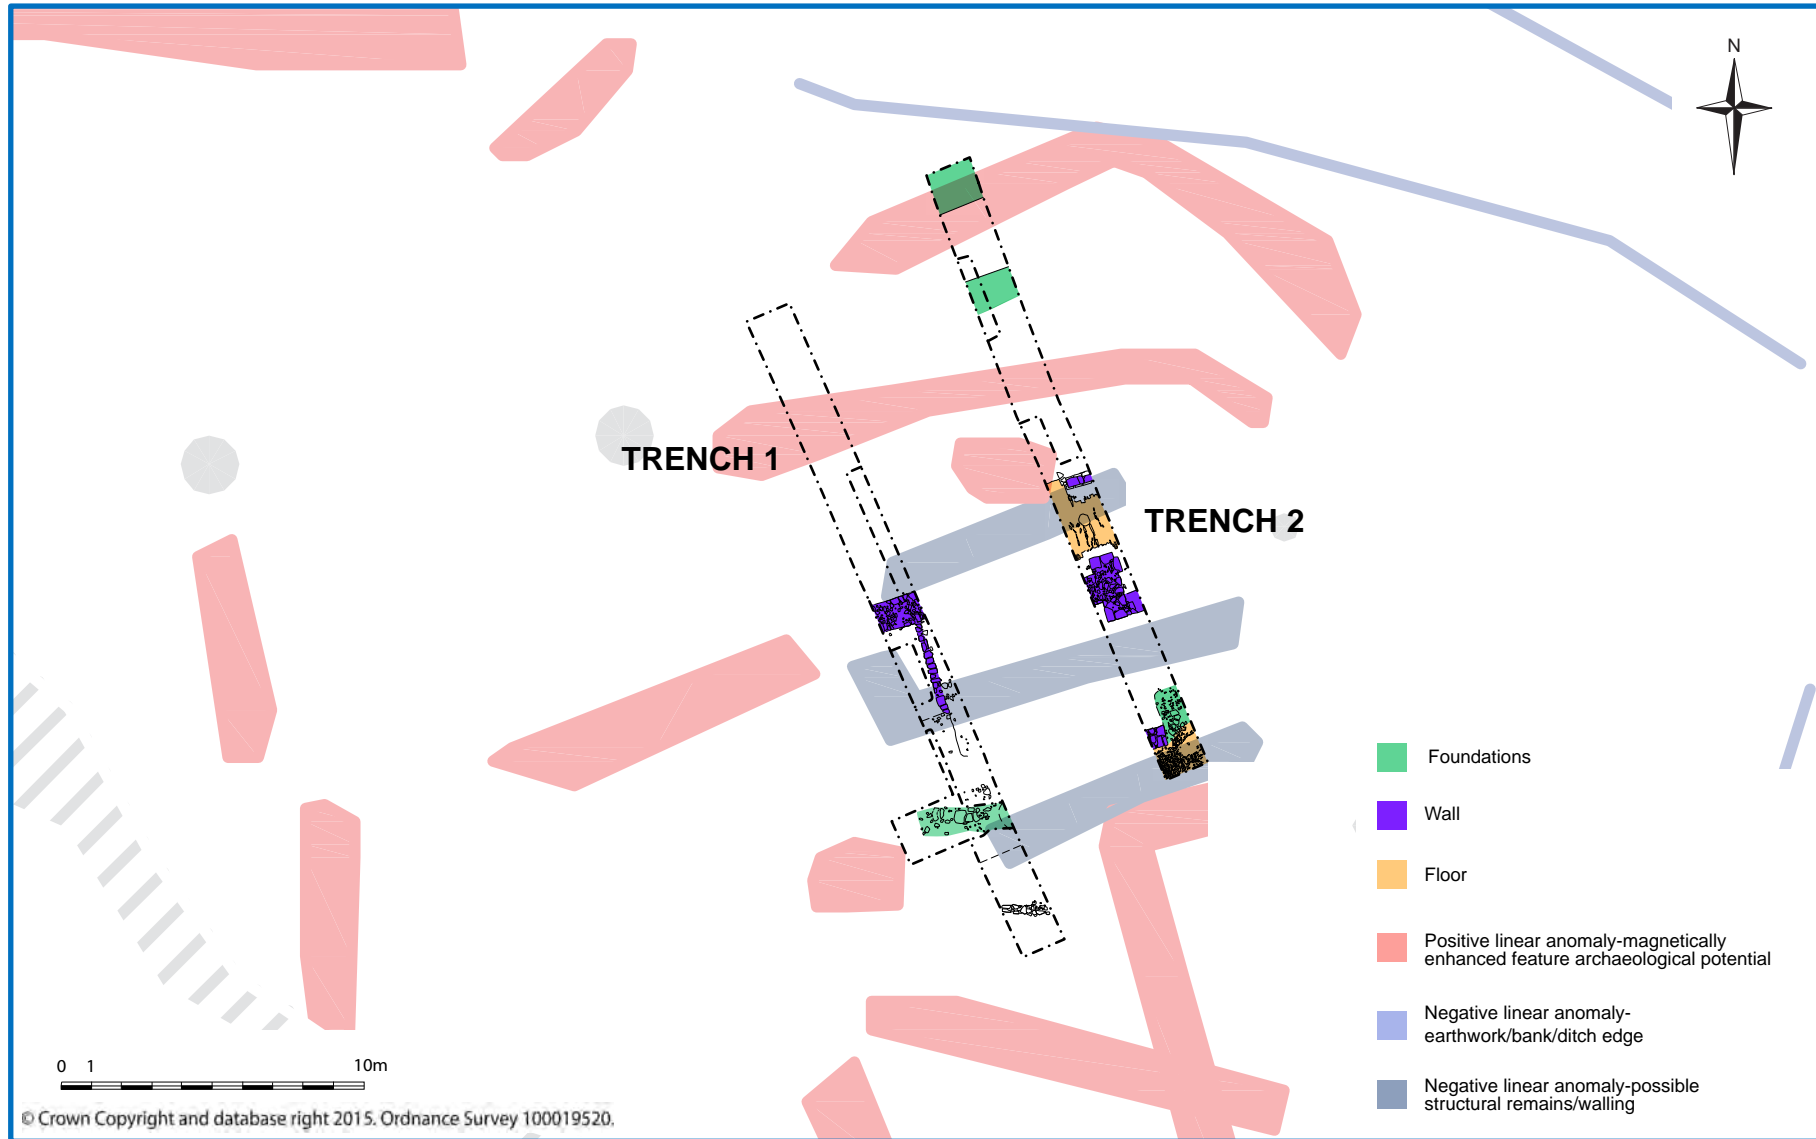 N
TRENCH 1
TRENCH 2
Foundations
Wall
Floor
Positive linear anomaly-magnetically
enhanced feature archaeological potential
Negative linear anomaly-
earthwork/bank/ditch edge
Negative linear anomaly-possible
structural remains/walling
0 1 10m
© Crown Copyright and database right 2015. Ordnance Survey 100019520.